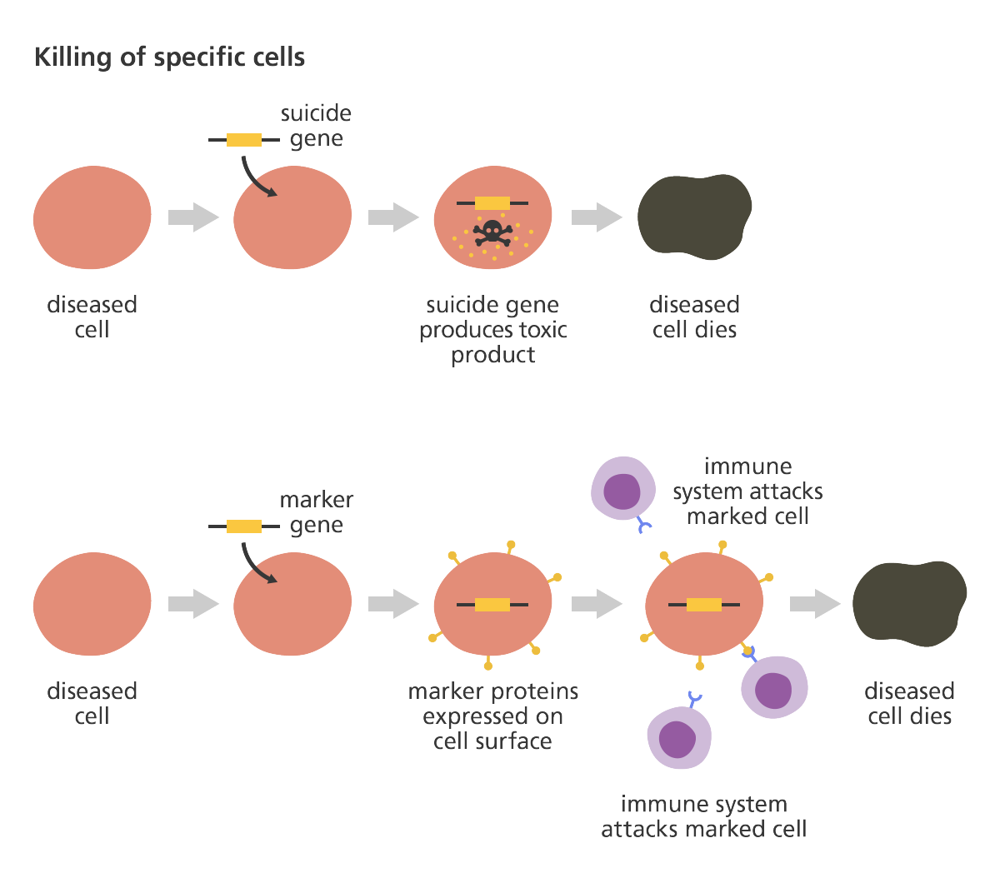 Killing of specific cells
suicide
gene
diseased
cell
suicide gene
produces toxic
product
diseased
cell dies
marker
gene
immune
system attacks
marked cell
diseased
cell
marker proteins
expressed on
cell surface
diseased
cell dies
immune system
attacks marked cell